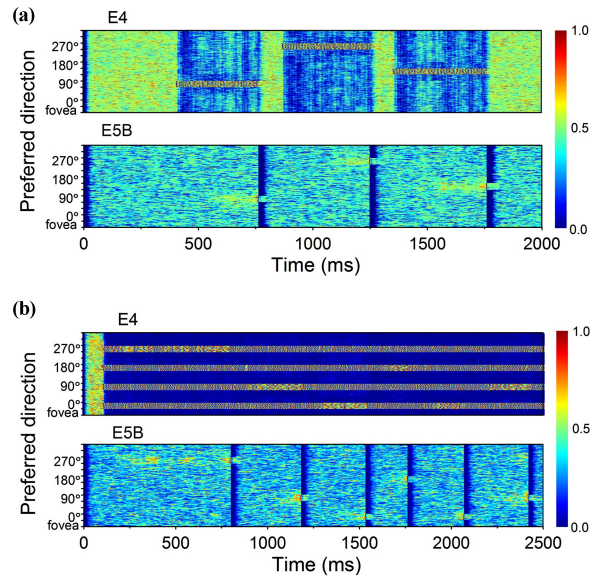 (a)
E4
Preferred direction
270°
180°
90°
0°
fovea
1.0
0.5
0.0
E5B
270°
180°
90°
0°
fovea
0 500 1000 1500 2000
Time (ms)
(b)
E4
Preferred direction
270°
180°
90°
0°
fovea
1.0
0.5
0.0
E5B
270°
180°
90°
0°
fovea
0 500 1000 1500 2000 2500
Time (ms)